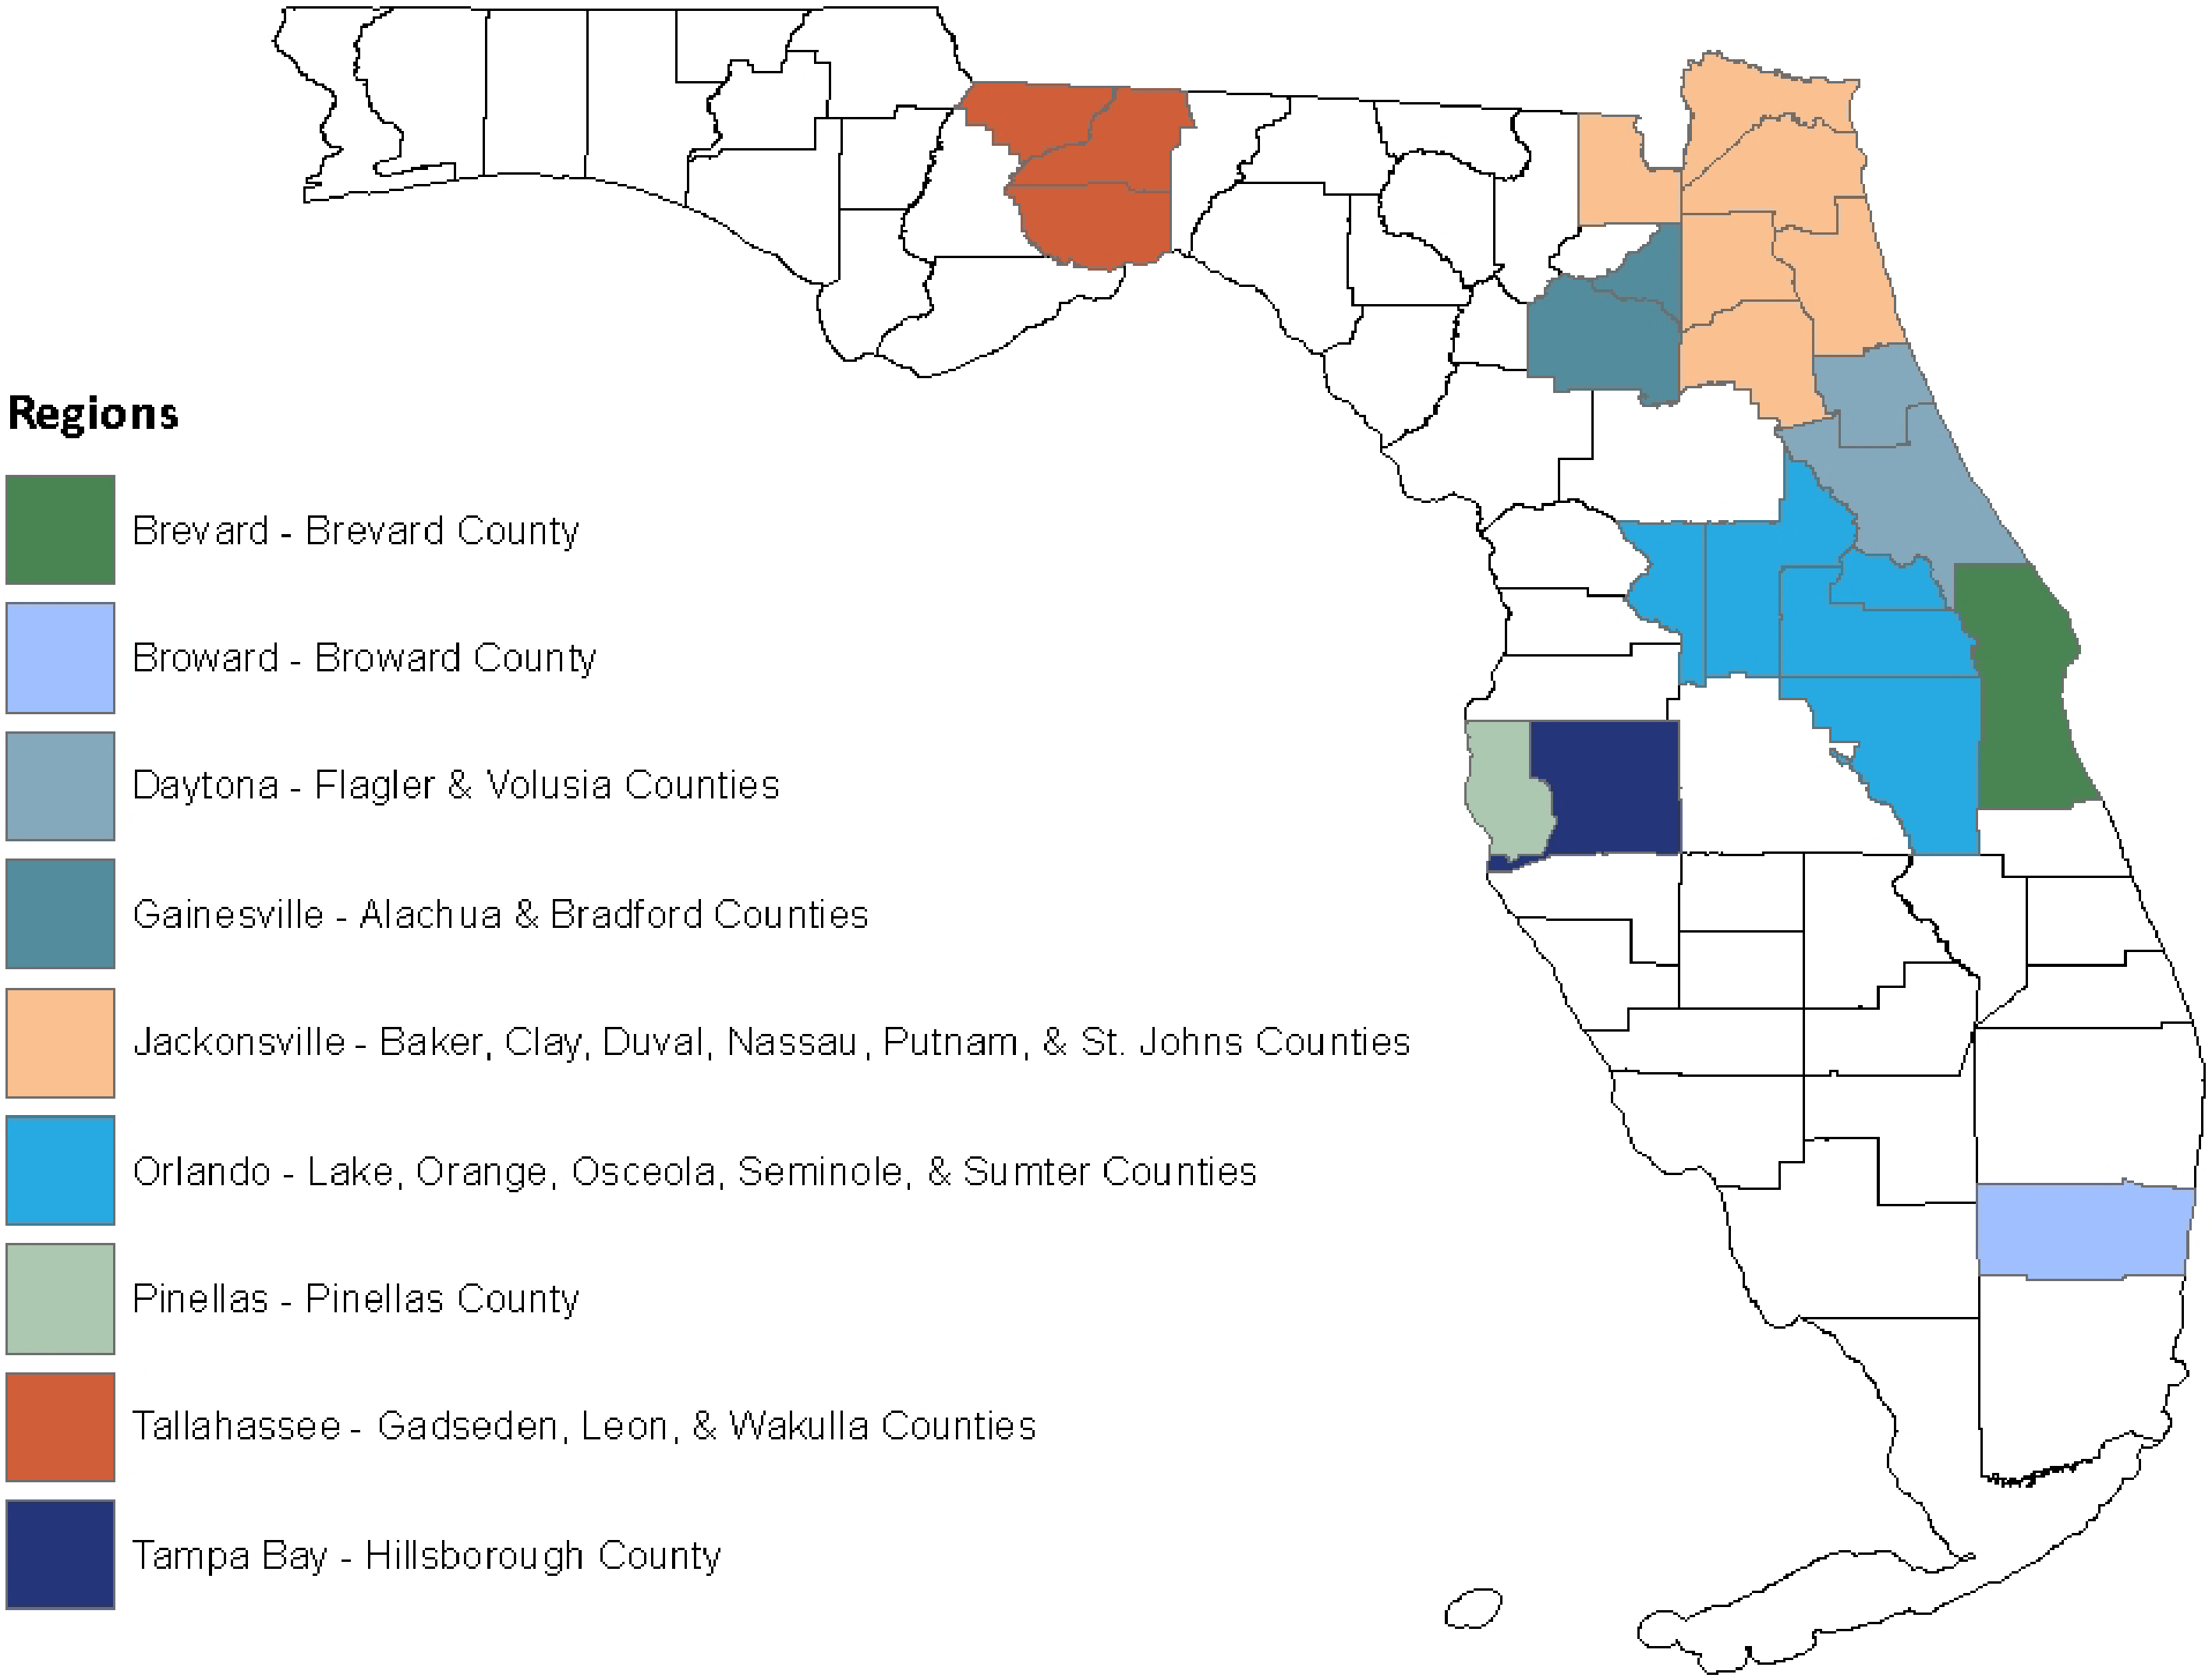 Regions
Brevard - Brevard County
Broward - Broward County
Daytona - Flagler & Volusia Counties
Gainesville - Alachua & Bradford Counties
Jackonsville - Baker, Clay, Duval, Nassau, Putnam, & St. Johns Counties
Orlando - Lake, Orange, Osceola, Seminole, & Sumter Counties
Pinellas - Pinellas County
Tallahassee - Gadseden, Leon, & Wakulla Counties
Tampa Bay - Hillsborough County